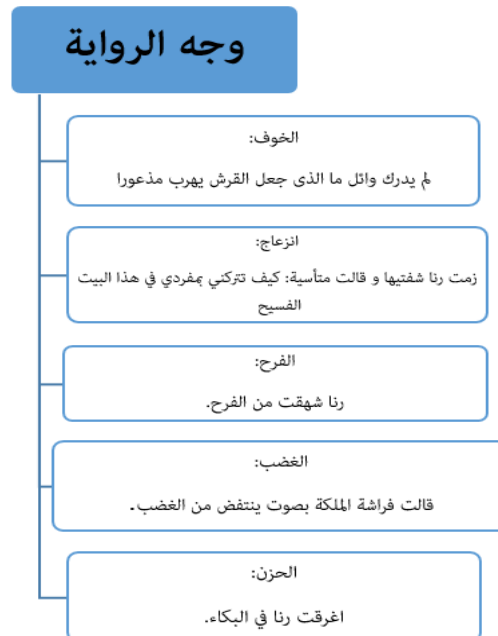 وجه الرواية
الخوف:
لم يدرك وائل ما الذى جعل القرش يهرب مذعورا
انزعاج:
زمت رنا شفتيها و قالت متأسية: كيف تتركني بمفردي في هذا البيت
الفسيح
الفرح:
رنا شهقت من الفرح.
الغضب:
قالت فراشة الملكة بصوت ينتفض من الغضب.
الحزن:
اغرقت رنا في البكاء.